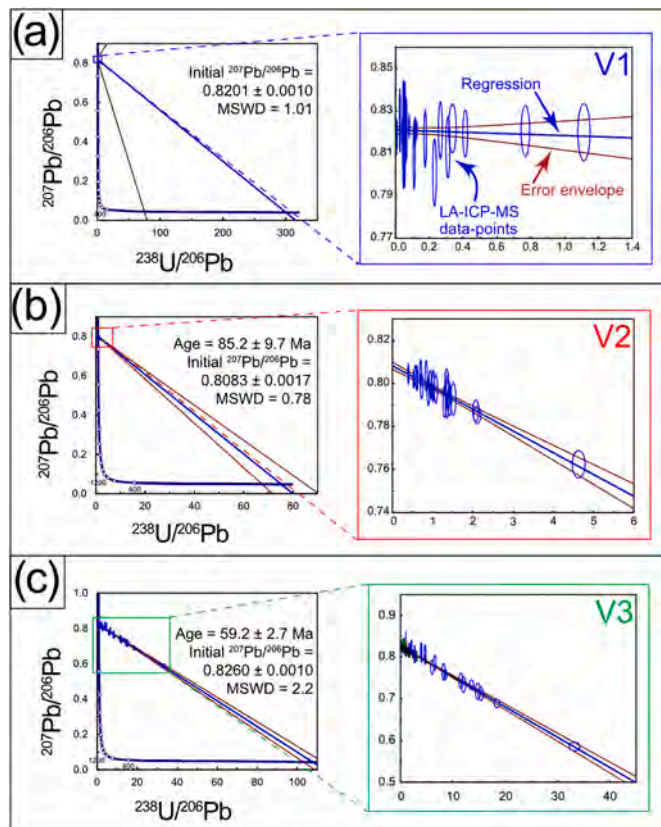 (a)
Initial ²⁰⁷Pb/²⁰⁶Pb =
0.8201 ± 0.0010
MSWD = 1.01
²⁰⁷Pb/²⁰⁶Pb
0.8
0.6
0.4
0.2
0
0 100 200 300
²³⁸U/²⁰⁶Pb
V1
Regression
Error envelope
LA-ICP-MS
data-points
0.85
0.83
0.81
0.79
0.77
0.0 0.2 0.4 0.6 0.8 1.0 1.2 1.4
(b)
Age = 85.2 ± 9.7 Ma
Initial ²⁰⁷Pb/²⁰⁶Pb =
0.8083 ± 0.0017
MSWD = 0.78
²⁰⁷Pb/²⁰⁶Pb
0.8
0.6
0.4
0.2
0
1200 400
0 20 40 60 80
²³⁸U/²⁰⁶Pb
V2
0.80
0.78
0.76
0.74
0 1 2 3 4 5 6
(c)
Age = 59.2 ± 2.7 Ma
Initial ²⁰⁷Pb/²⁰⁶Pb =
0.8260 ± 0.0010
MSWD = 2.2
²⁰⁷Pb/²⁰⁶Pb
1.0
0.8
0.6
0.4
0.2
0.0
1200
0 20 40 60 80 100
²³⁸U/²⁰⁶Pb
V3
0.9
0.8
0.7
0.6
0.5
0 10 20 30 40